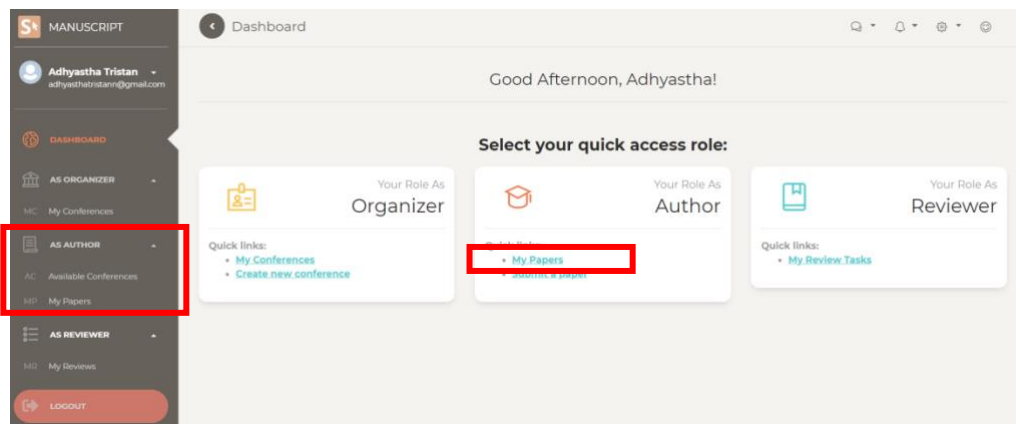 MANUSCRIPT
Adhyastha Tristan
adhyasthatristann@gmail.com
DASHBOARD
AS ORGANIZER
MC My Conferences
AS AUTHOR
AC Available Conferences
MP My Papers
AS REVIEWER
MR My Reviews
LOGOUT
Dashboard
Good Afternoon, Adhyastha!
Select your quick access role:
Your Role As
Organizer
Quick links:
• My Conferences
• Create new conference
Your Role As
Author
Quick links:
• My Papers
• Submit a paper
Your Role As
Reviewer
Quick links:
• My Review Tasks